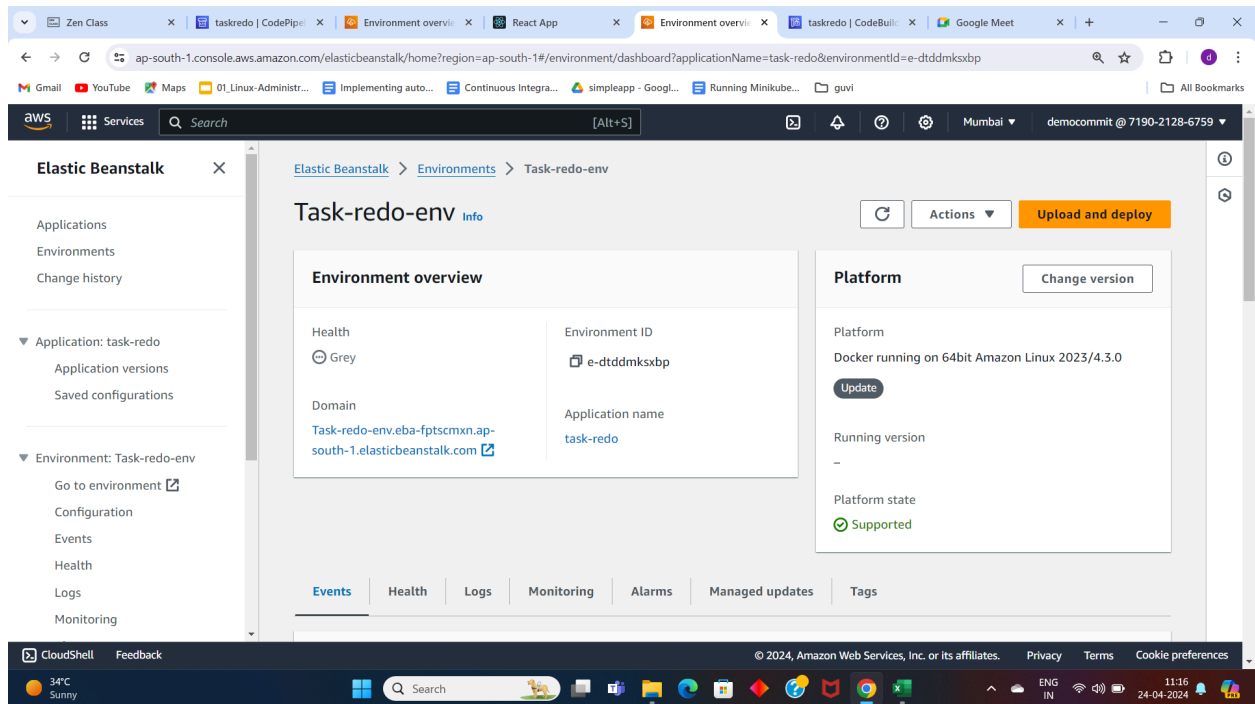 Zen Class
taskredo | CodePipel
Environment overvie
React App
Environment overvie
taskredo | CodeBuild
Google Meet
ap-south-1.console.aws.amazon.com/elasticbeanstalk/home?region=ap-south-1#/environment/dashboard?applicationName=task-redo&environmentId=e-dtddmksxbp
d
Gmail
YouTube
Maps
01_Linux-Administr...
Implementing auto...
Continuous Integra...
simpleapp - Googl...
Running Minikube...
guvi
All Bookmarks
aws
Services
Search
[Alt+S]
Mumbai
democommit @ 7190-2128-6759
Elastic Beanstalk
Applications
Environments
Change history
Application: task-redo
Application versions
Saved configurations
Environment: Task-redo-env
Go to environment
Configuration
Events
Health
Logs
Monitoring
Elastic Beanstalk > Environments > Task-redo-env
Task-redo-env Info
Actions
Upload and deploy
Environment overview
Health
Grey
Domain
Task-redo-env.eba-fptscmxn.ap-
south-1.elasticbeanstalk.com
Environment ID
e-dtddmksxbp
Application name
task-redo
Platform
Change version
Platform
Docker running on 64bit Amazon Linux 2023/4.3.0
Update
Running version
–
Platform state
Supported
Events
Health
Logs
Monitoring
Alarms
Managed updates
Tags
CloudShell
Feedback
© 2024, Amazon Web Services, Inc. or its affiliates.
Privacy
Terms
Cookie preferences
34°C
Sunny
Search
ENG
IN
11:16
24-04-2024